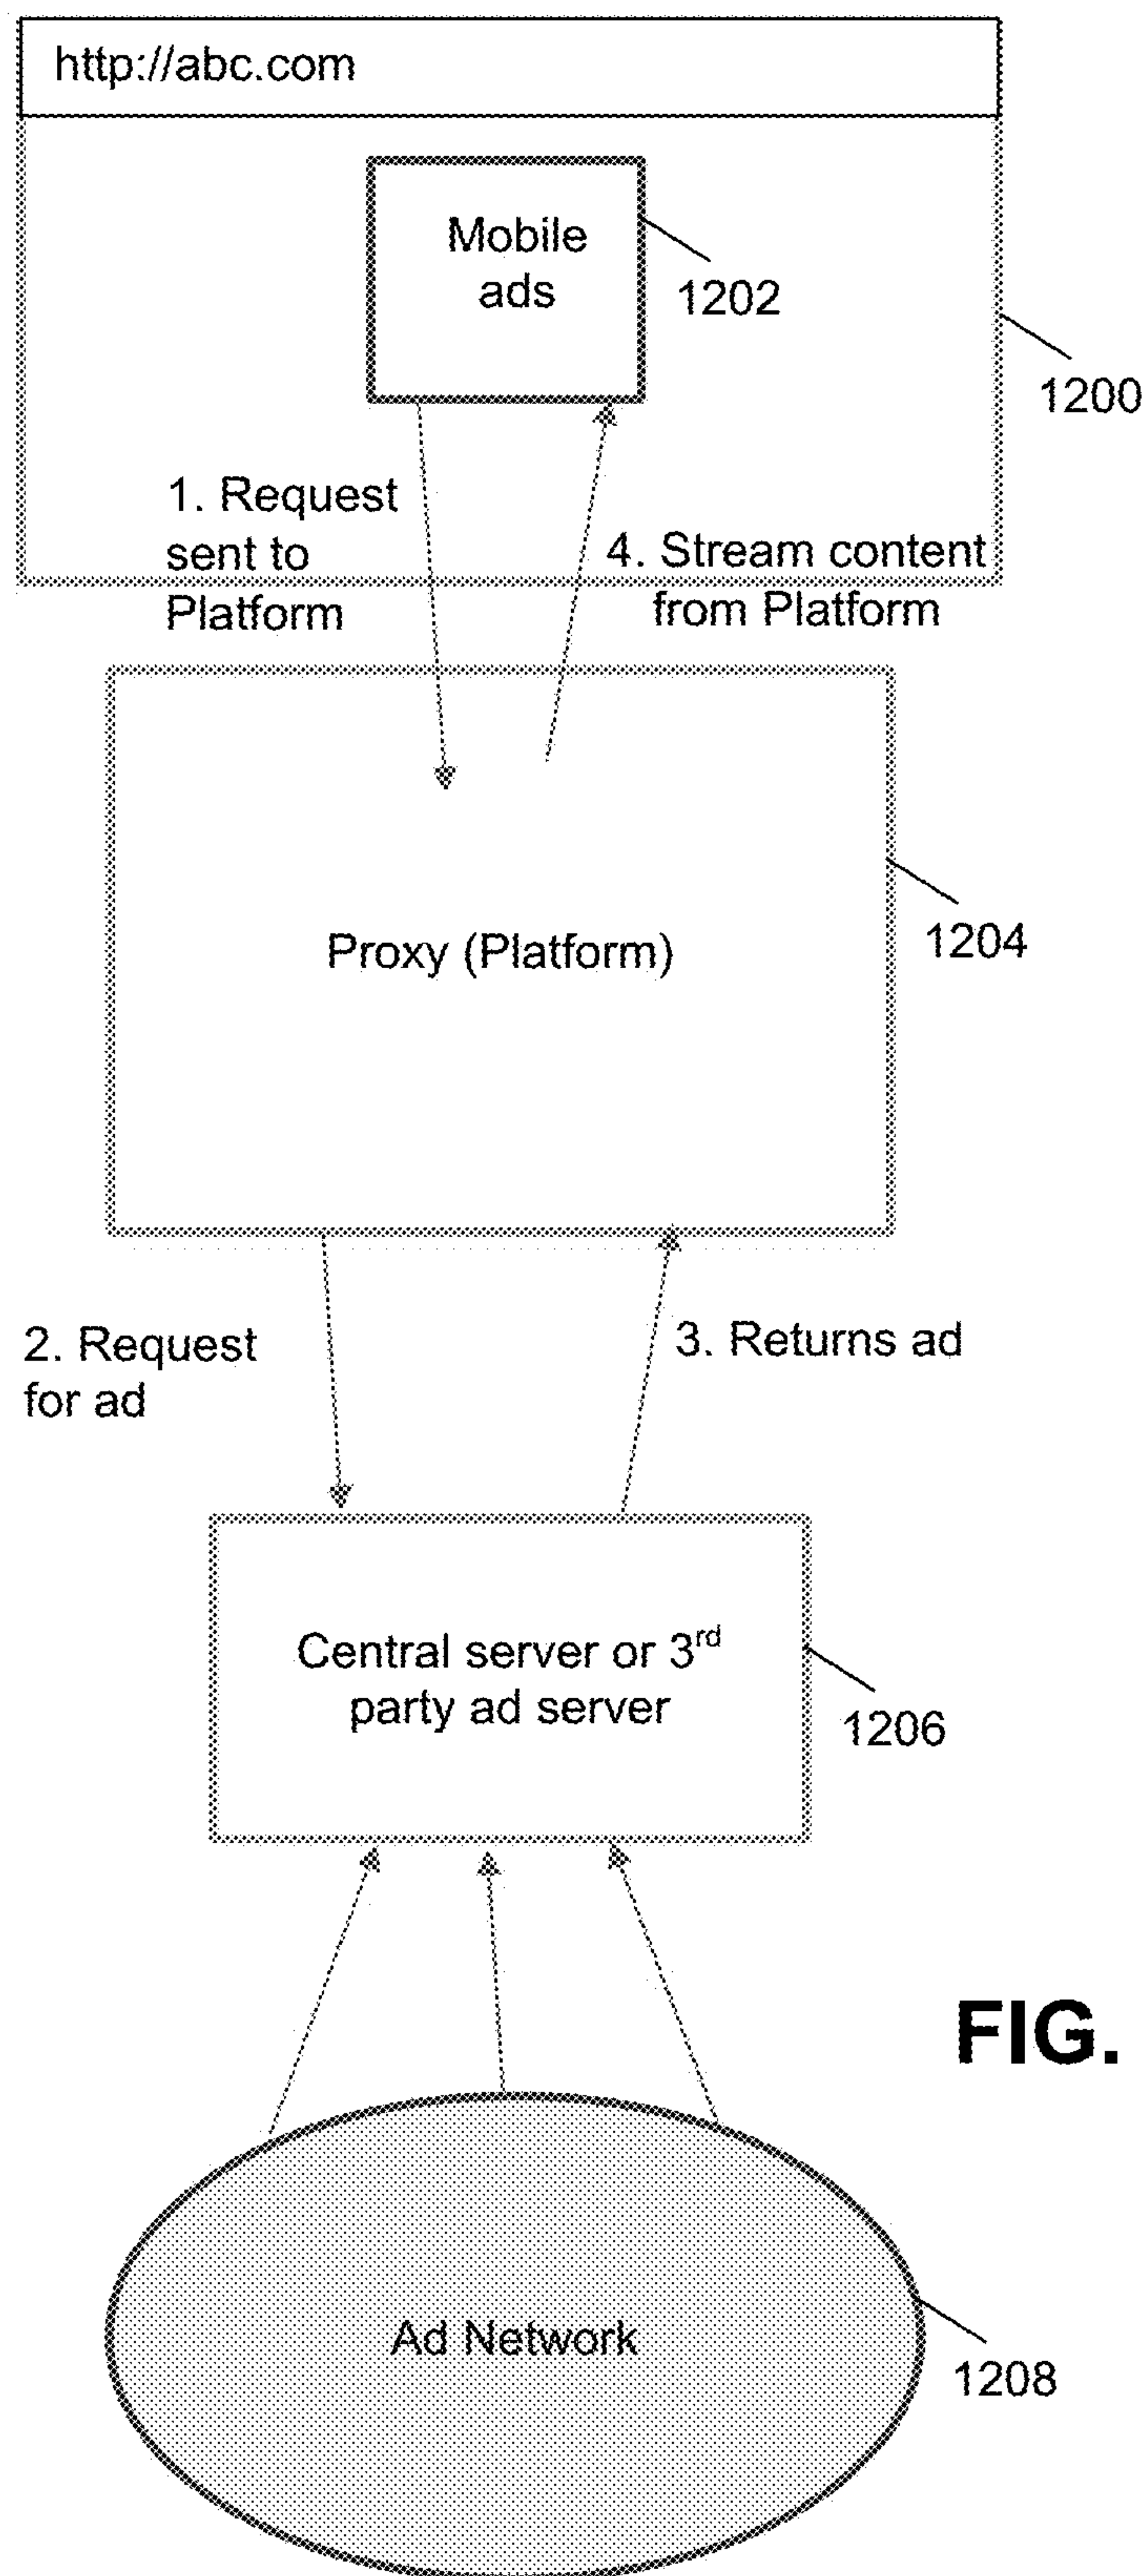 http://abc.com
Mobile
ads
1202
1200
1. Request
sent to
Platform
4. Stream content
from Platform
Proxy (Platform)
1204
2. Request
for ad
3. Returns ad
Central server or 3rd
party ad server
1206
FIG.
Ad Network
1208